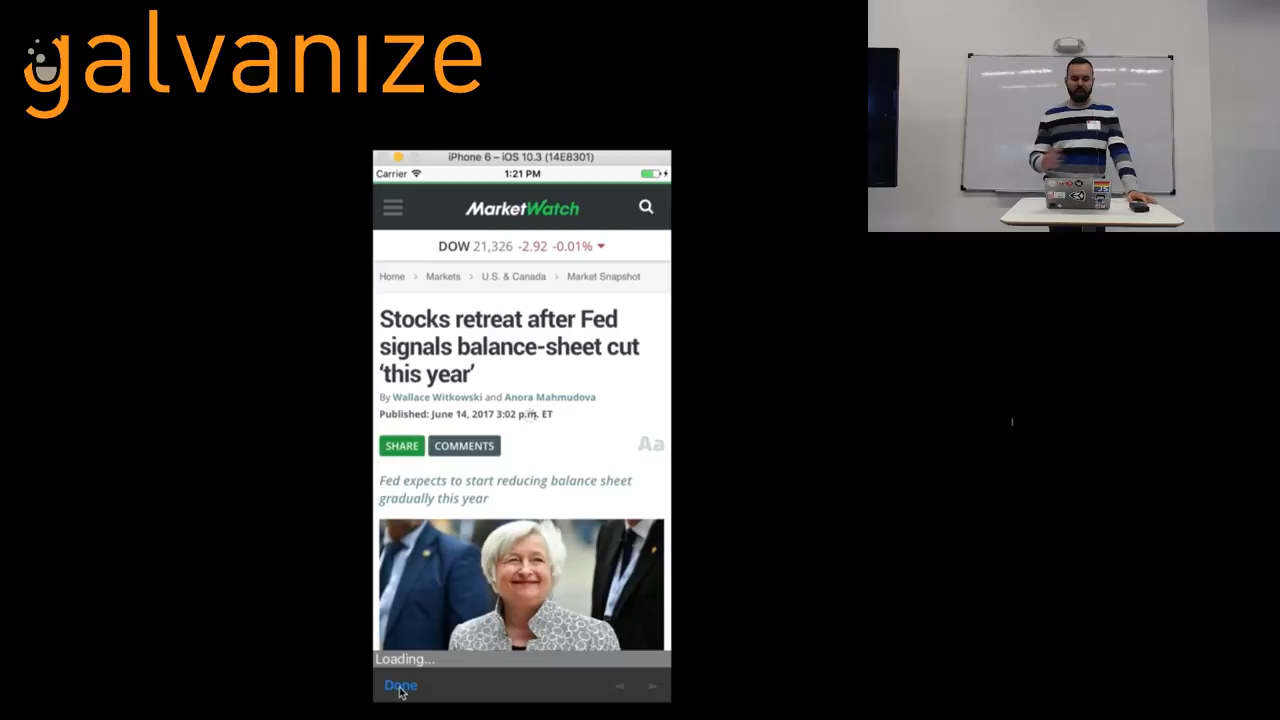 galvanize
iPhone 6 – iOS 10.3 (14E8301)
Carrier 1:21 PM
MarketWatch
DOW 21,326 -2.92 -0.01%
Home > Markets > U.S. & Canada > Market Snapshot
Stocks retreat after Fed
signals balance-sheet cut
‘this year’
By Wallace Witkowski and Anora Mahmudova
Published: June 14, 2017 3:02 p.m. ET
SHARE COMMENTS Aa
Fed expects to start reducing balance sheet
gradually this year
Loading...
Done
JS